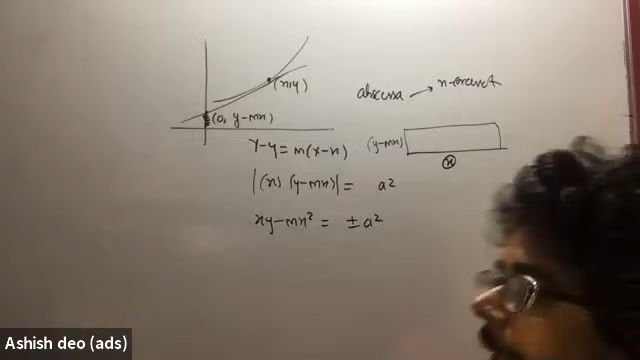 (x,y)
abscissa → x-coordinate
(0, y-mx)
Y-y = m(X-x)
(y-mx)
x
|(x) (y-mx)| = a²
xy-mx² = ± a²
Ashish deo (ads)